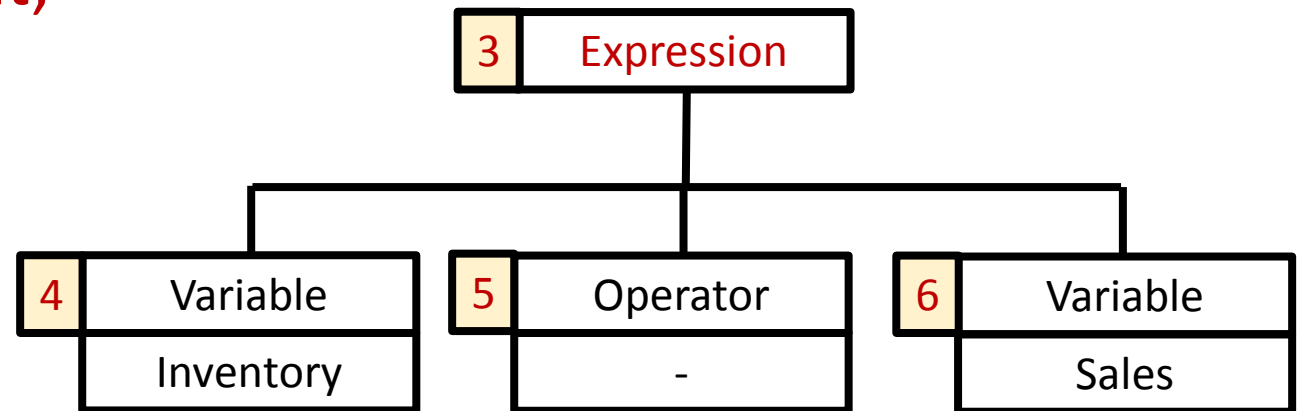 3 Expression
4 Variable 5 Operator 6 Variable
Inventory - Sales